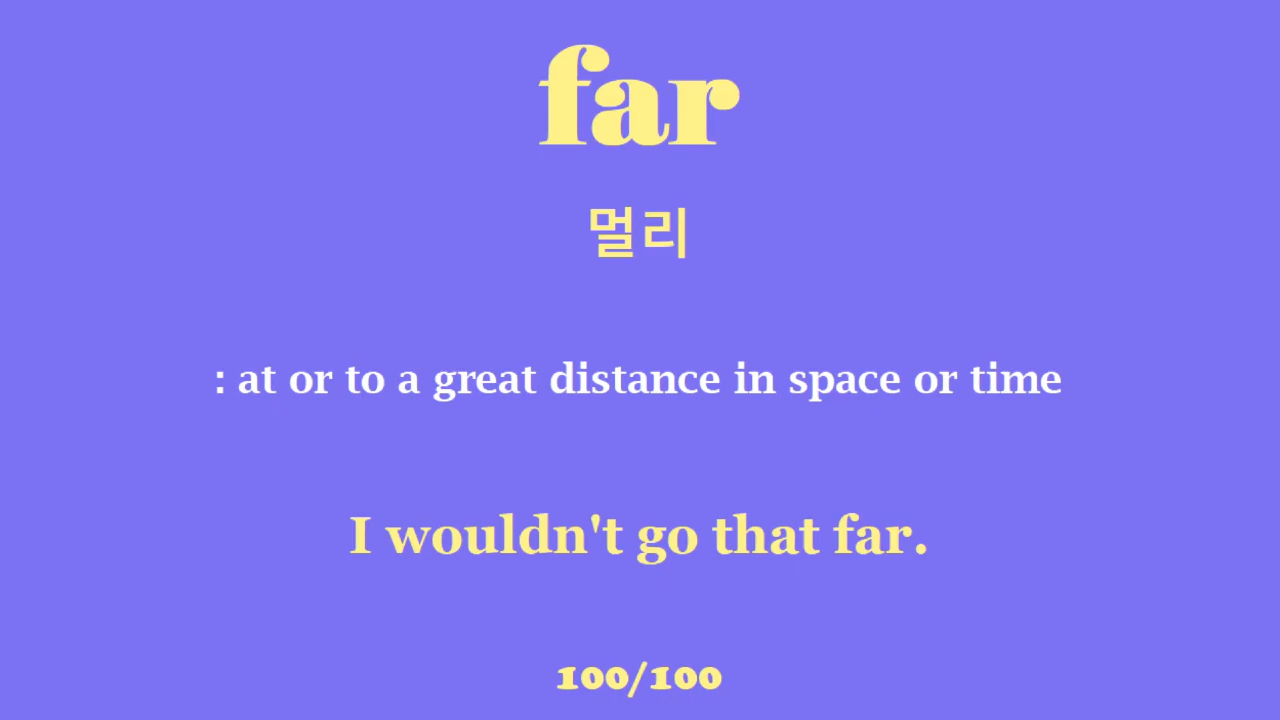 far
멀리
: at or to a great distance in space or time
I wouldn't go that far.
100/100